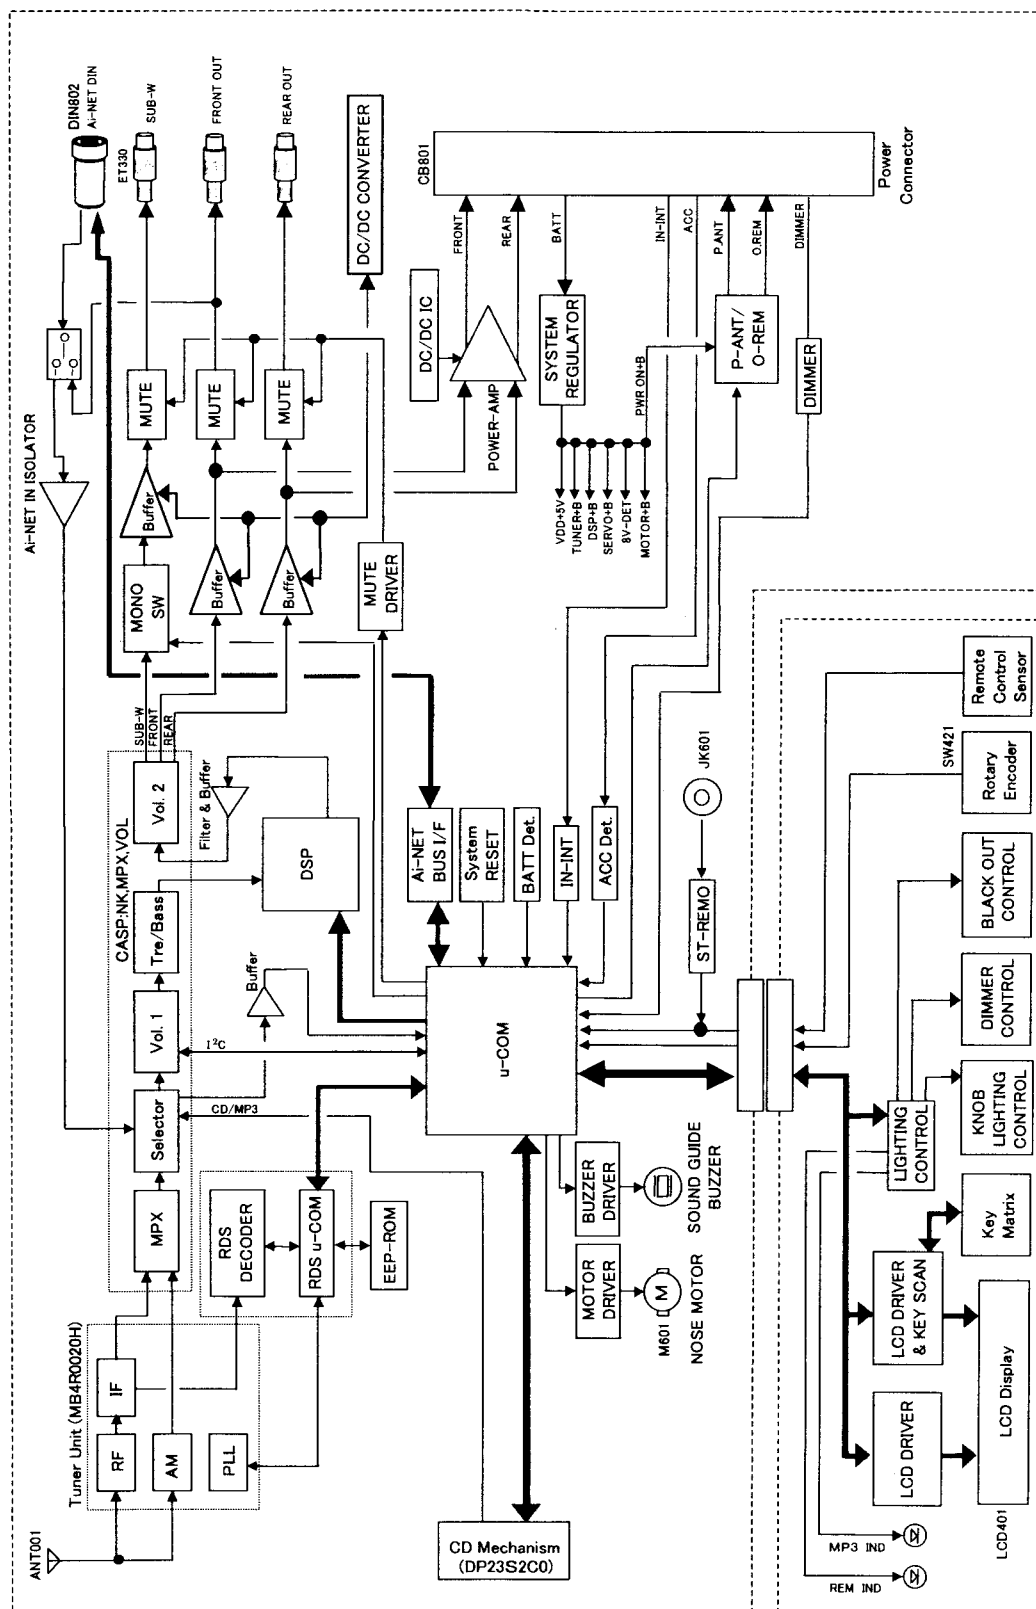 DIN802
Ai-NET DIN
ET330
SUB-W
FRONT OUT
REAR OUT
Ai-NET IN ISOLATOR
MUTE
MUTE
MUTE
Buffer
Buffer
Buffer
MONO
SW
DC/DC CONVERTER
CB801
Power
Connector
DC/DC IC
POWER-AMP
FRONT
REAR
BATT
IN-INT
ACC
P.ANT
O.REM
DIMMER
SYSTEM
REGULATOR
PWR ON+B
P-ANT/
O-REM
DIMMER
VDD+5V
TUNER+B
DSP+B
SERVO+B
8V-DET
MOTOR+B
MUTE
DRIVER
SUB-W
FRONT
REAR
CASP:NK,MPX,VOL
Vol. 2
Tre/Bass
Vol. 1
Selector
MPX
Filter & Buffer
DSP
Buffer
I²C
CD/MP3
Ai-NET
BUS I/F
System
RESET
BATT Det.
IN-INT
ACC Det.
ST-REMO
JK601
u-COM
RDS
DECODER
RDS u-COM
EEP-ROM
BUZZER
DRIVER
SOUND GUIDE
BUZZER
MOTOR
DRIVER
M
M601
NOSE MOTOR
Tuner Unit (MB4R0020H)
IF
RF
AM
PLL
ANT001
CD Mechanism
(DP23S2C0)
Remote
Control
Sensor
SW421
Rotary
Encoder
BLACK OUT
CONTROL
DIMMER
CONTROL
KNOB
LIGHTING
CONTROL
LIGHTING
CONTROL
Key
Matrix
LCD DRIVER
& KEY SCAN
LCD DRIVER
LCD Display
LCD401
MP3 IND
REM IND